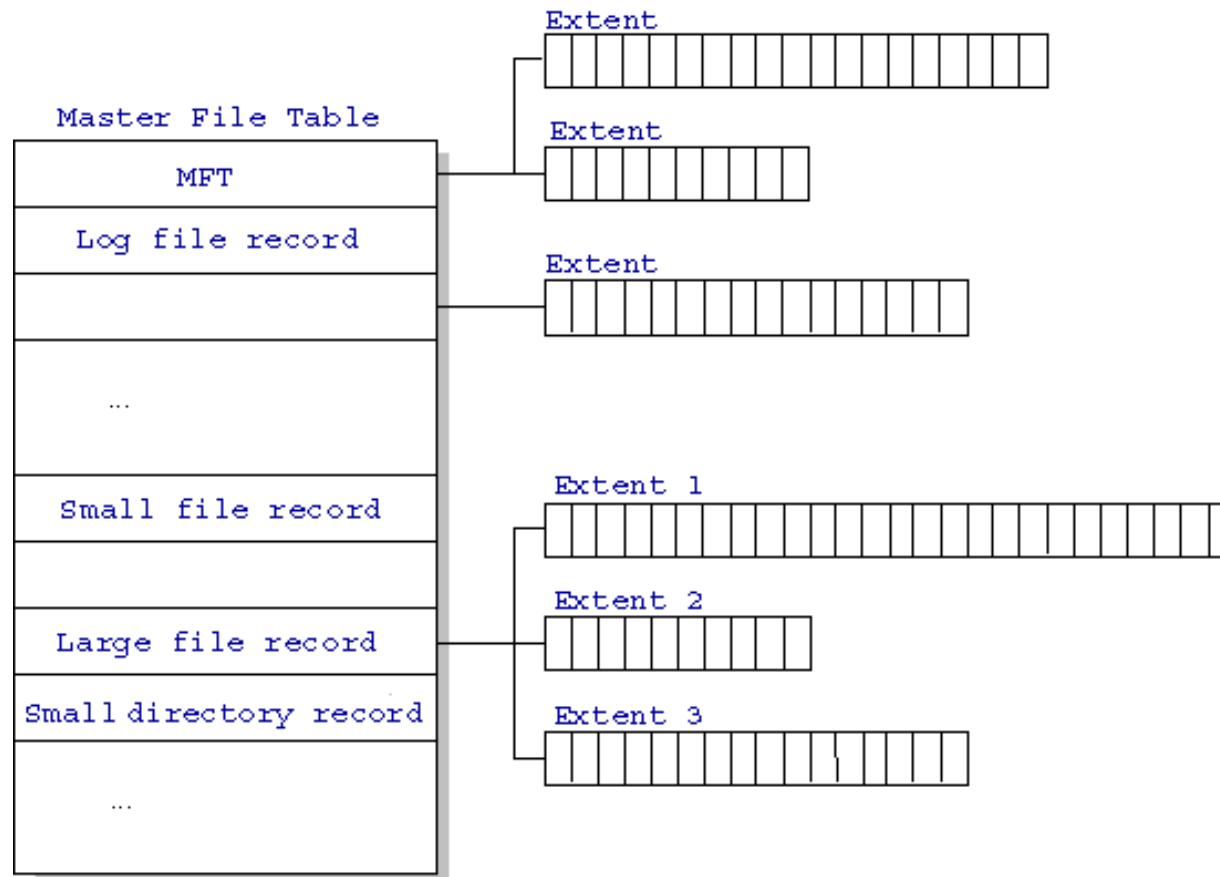 Extent
Master File Table
Extent
MFT
Log file record
Extent
...
Small file record
Extent 1
Extent 2
Large file record
Small directory record
Extent 3
...